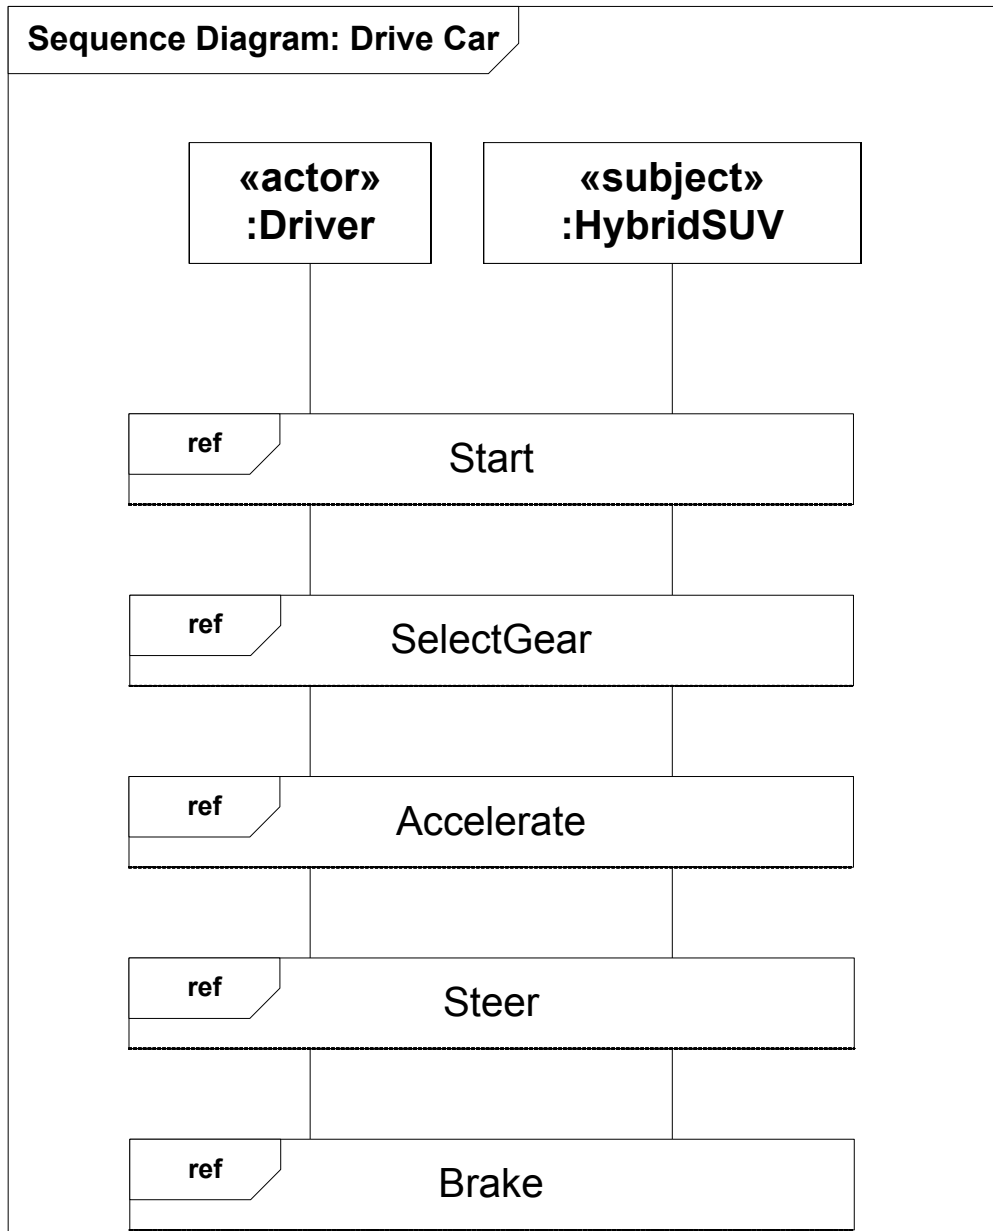 Sequence Diagram: Drive Car
«actor»
:Driver
«subject»
:HybridSUV
ref
Start
ref
SelectGear
ref
Accelerate
ref
Steer
ref
Brake